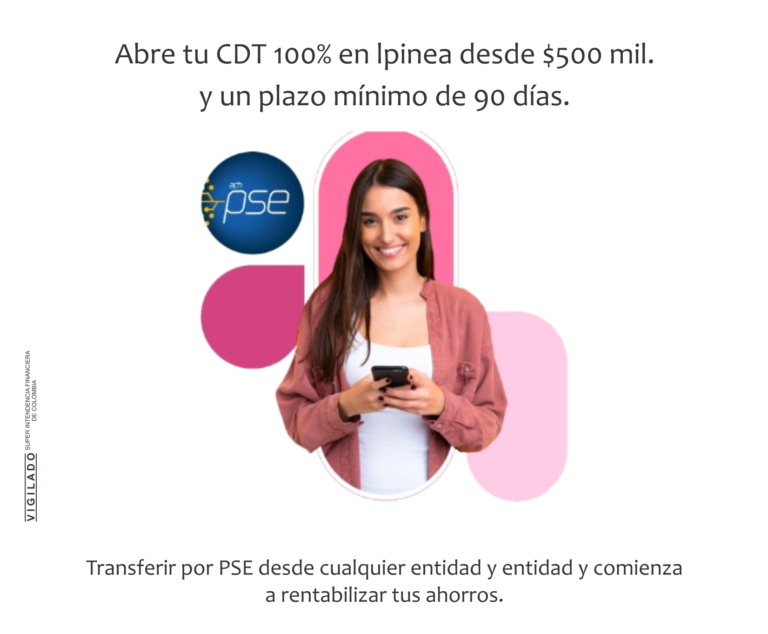 Abre tu CDT 100% en lpinea desde $500 mil.
y un plazo mínimo de 90 días.
ach
pse
VIGILADO
SUPER INTENDENCIA FINANCIERA
DE COLOMBIA
Transferir por PSE desde cualquier entidad y entidad y comienza
a rentabilizar tus ahorros.